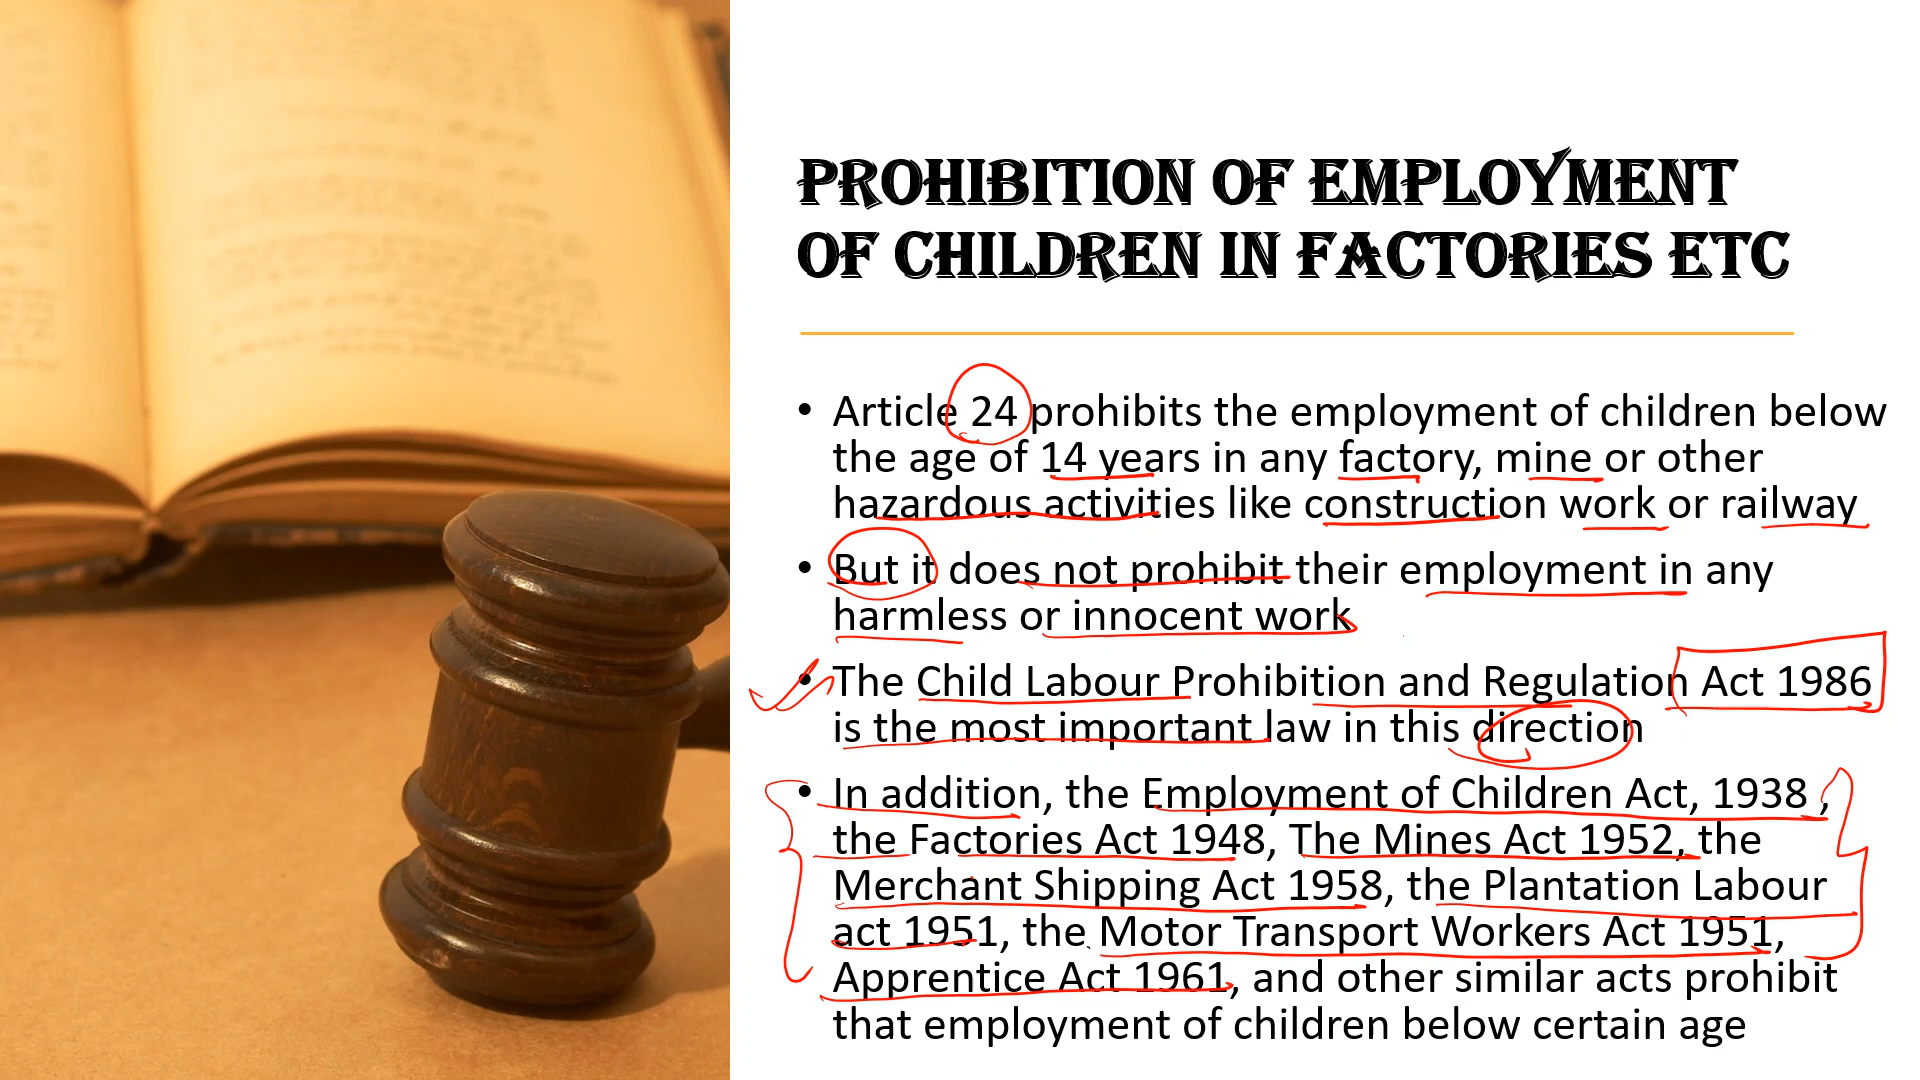 PROHIBITION OF EMPLOYMENT
OF CHILDREN IN FACTORIES ETC
• Article 24 prohibits the employment of children below
the age of 14 years in any factory, mine or other
hazardous activities like construction work or railway
• But it does not prohibit their employment in any
harmless or innocent work
• The Child Labour Prohibition and Regulation Act 1986
is the most important law in this direction
• In addition, the Employment of Children Act, 1938 ,
the Factories Act 1948, The Mines Act 1952, the
Merchant Shipping Act 1958, the Plantation Labour
act 1951, the Motor Transport Workers Act 1951,
Apprentice Act 1961, and other similar acts prohibit
that employment of children below certain age